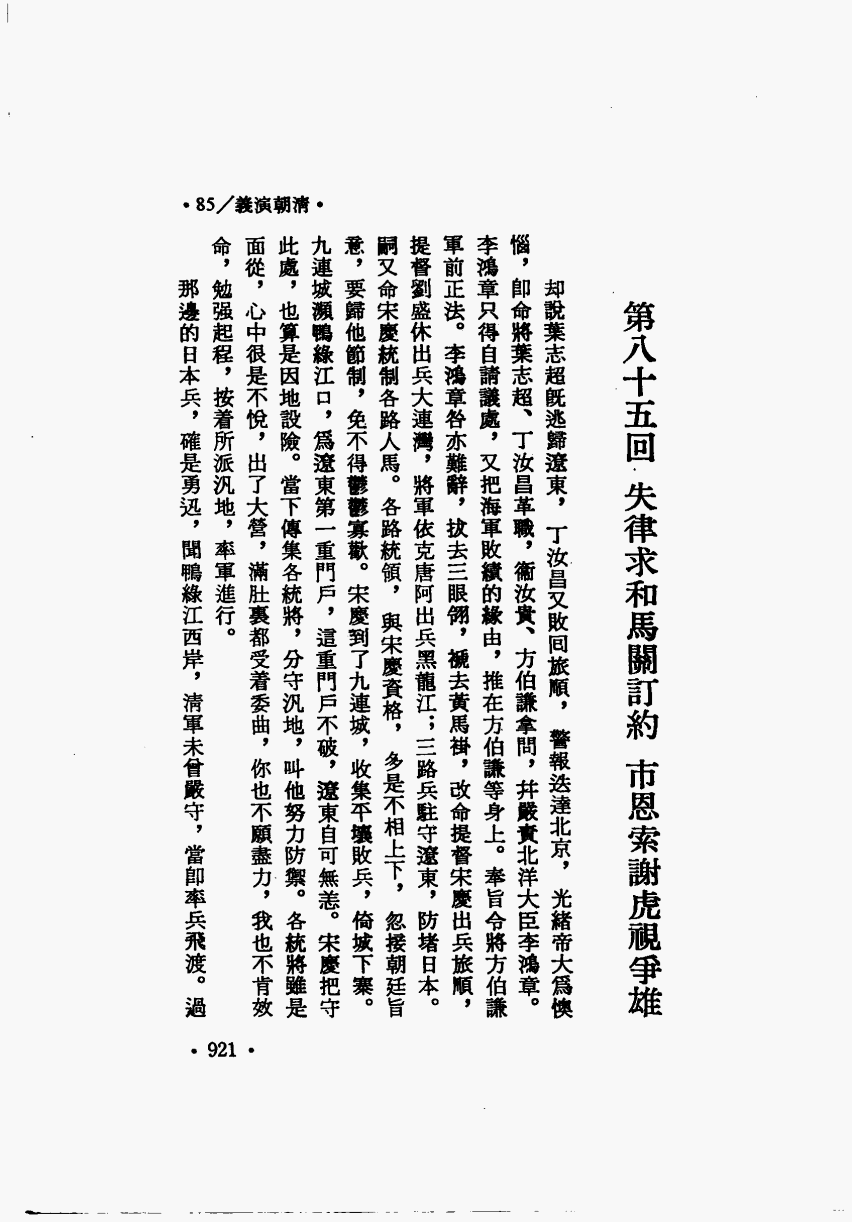 •85/義演朝清•
第八十五回 失律求和馬關訂約 市恩索謝虎視爭雄
却說葉志超旣逃歸遼東，丁汝昌又敗回旅順，警報迭達北京，光緒帝大爲懊
惱，卽命將葉志超、丁汝昌革職，衞汝貴、方伯謙拿問，幷嚴責北洋大臣李鴻章。
李鴻章只得自請議處，又把海軍敗績的緣由，推在方伯謙等身上。奉旨令將方伯謙
軍前正法。李鴻章咎亦難辭，拔去三眼翎，褫去黃馬褂，改命提督宋慶出兵旅順，
提督劉盛休出兵大連灣，將軍依克唐阿出兵黑龍江；三路兵駐守遼東，防堵日本。
嗣又命宋慶統制各路人馬。各路統領，與宋慶資格，多是不相上下，忽接朝廷旨
意，要歸他節制，免不得鬱鬱寡歡。宋慶到了九連城，收集平壤敗兵，倚城下寨。
九連城瀕鴨綠江口，爲遼東第一重門戶，這重門戶不破，遼東自可無恙。宋慶把守
此處，也算是因地設險。當下傳集各統將，分守汛地，叫他努力防禦。各統將雖是
面從，心中很是不悅，出了大營，滿肚裏都受着委曲，你也不願盡力，我也不肯效
命，勉强起程，按着所派汛地，率軍進行。
那邊的日本兵，確是勇迅，聞鴨綠江西岸，淸軍未曾嚴守，當卽率兵飛渡。過
•921•